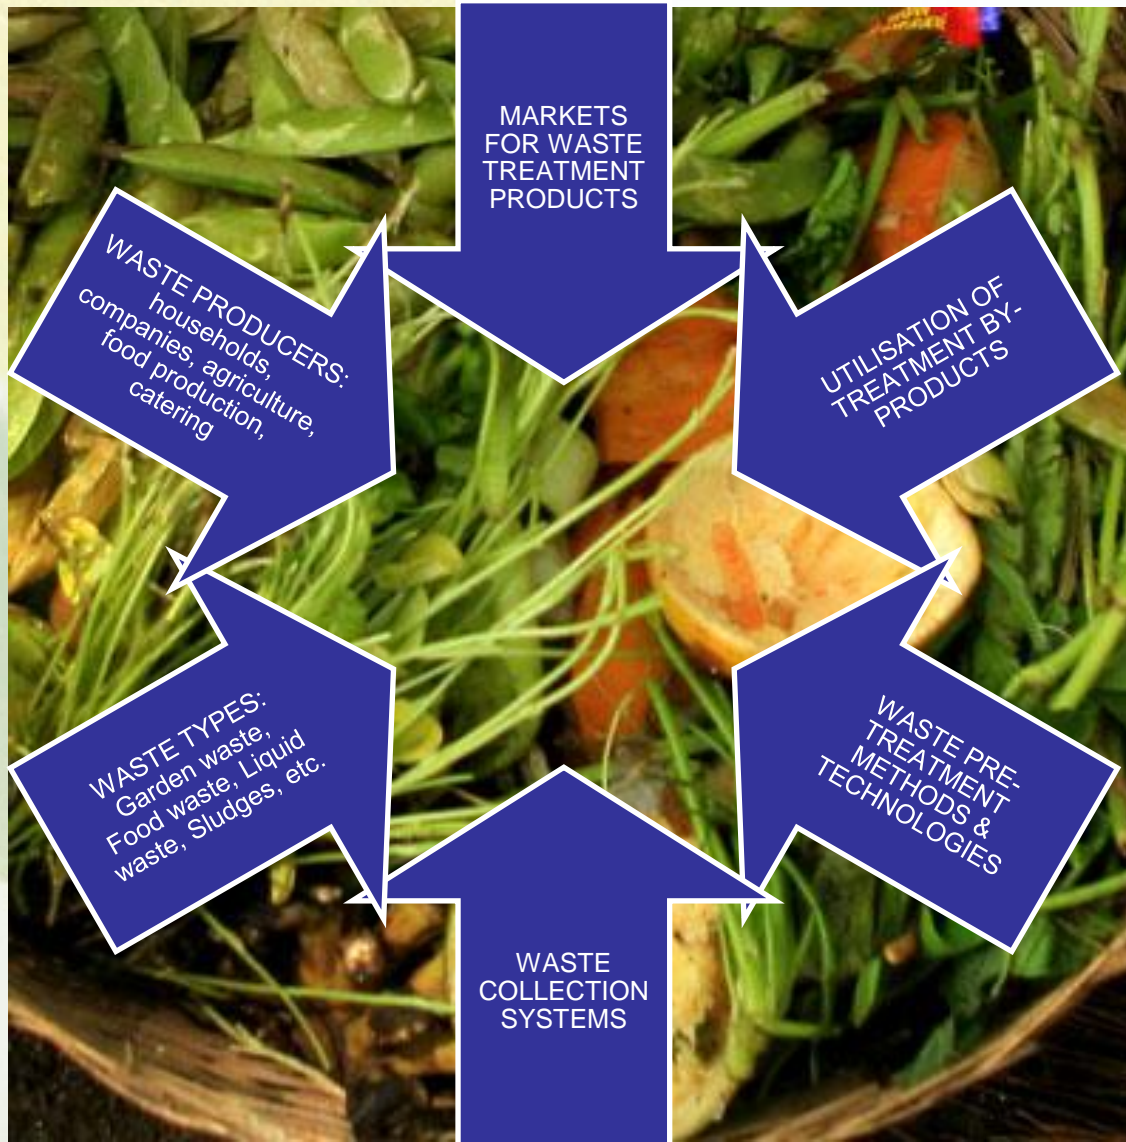 MARKETS
FOR WASTE
TREATMENT
PRODUCTS
UTILISATION OF
TREATMENT BY-
PRODUCTS
WASTE PRE-
TREATMENT
METHODS &
TECHNOLOGIES
WASTE
COLLECTION
SYSTEMS
WASTE TYPES:
Garden waste,
Food waste, Liquid
waste, Sludges, etc.
WASTE PRODUCERS:
households,
companies, agriculture,
food production,
catering